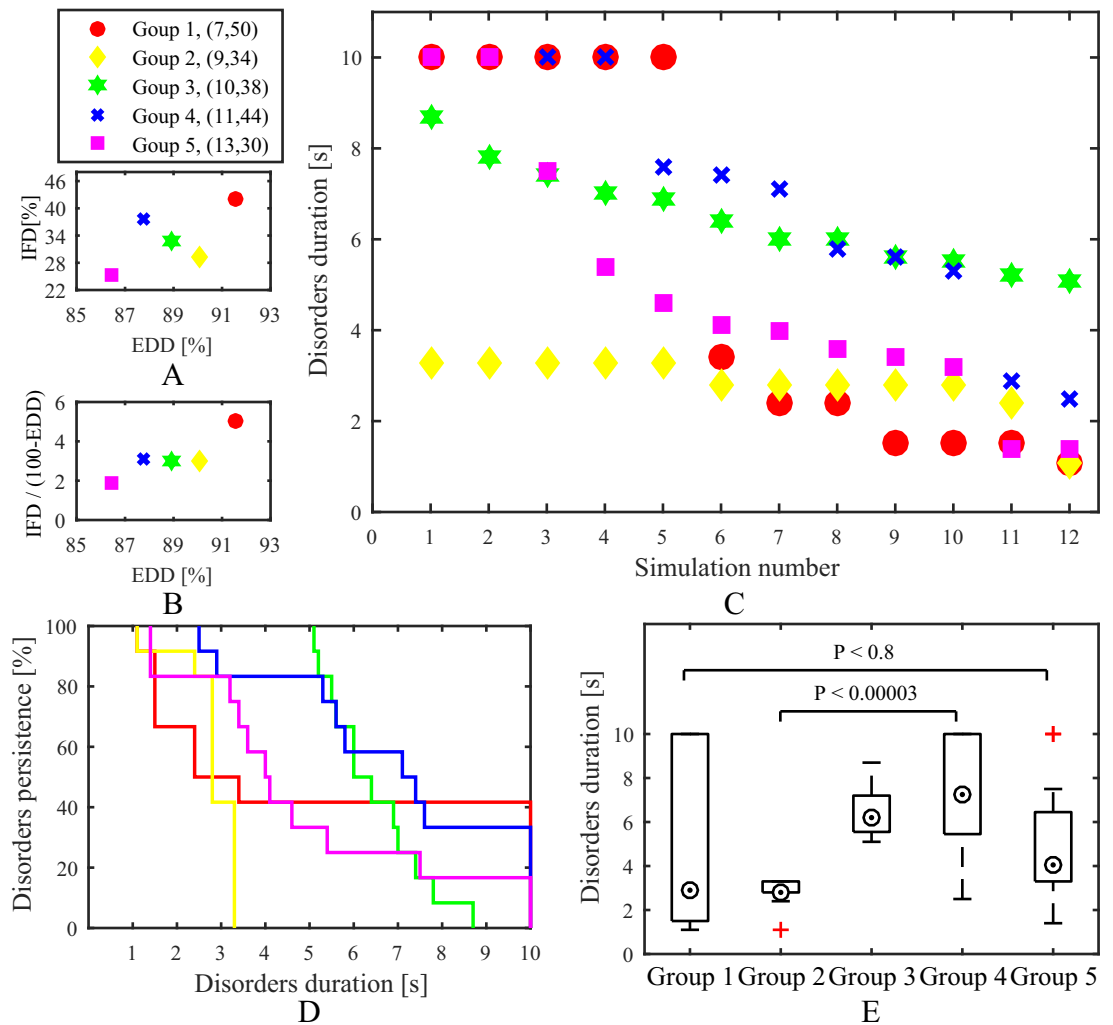 Goup 1, (7,50)
Goup 2, (9,34)
Goup 3, (10,38)
Goup 4, (11,44)
Goup 5, (13,30)
46
40
34
28
22
IFD[%]
85 87 89 91 93
EDD [%]
A
6
4
2
0
IFD / (100-EDD)
85 87 89 91 93
EDD [%]
B
10
8
6
4
2
0
Disorders duration [s]
0 1 2 3 4 5 6 7 8 9 10 11 12
Simulation number
C
100
80
60
40
20
0
Disorders persistence [%]
1 2 3 4 5 6 7 8 9 10
Disorders duration [s]
D
P < 0.8
P < 0.00003
10
8
6
4
2
0
Disorders duration [s]
Group 1 Group 2 Group 3 Group 4 Group 5
E